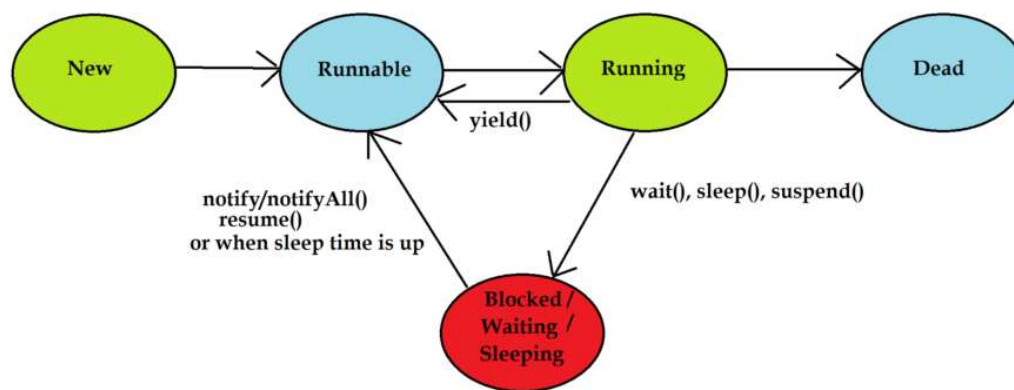 New
Runnable
Running
Dead
yield()
wait(), sleep(), suspend()
notify/notifyAll()
resume()
or when sleep time is up
Blocked /
Waiting /
Sleeping